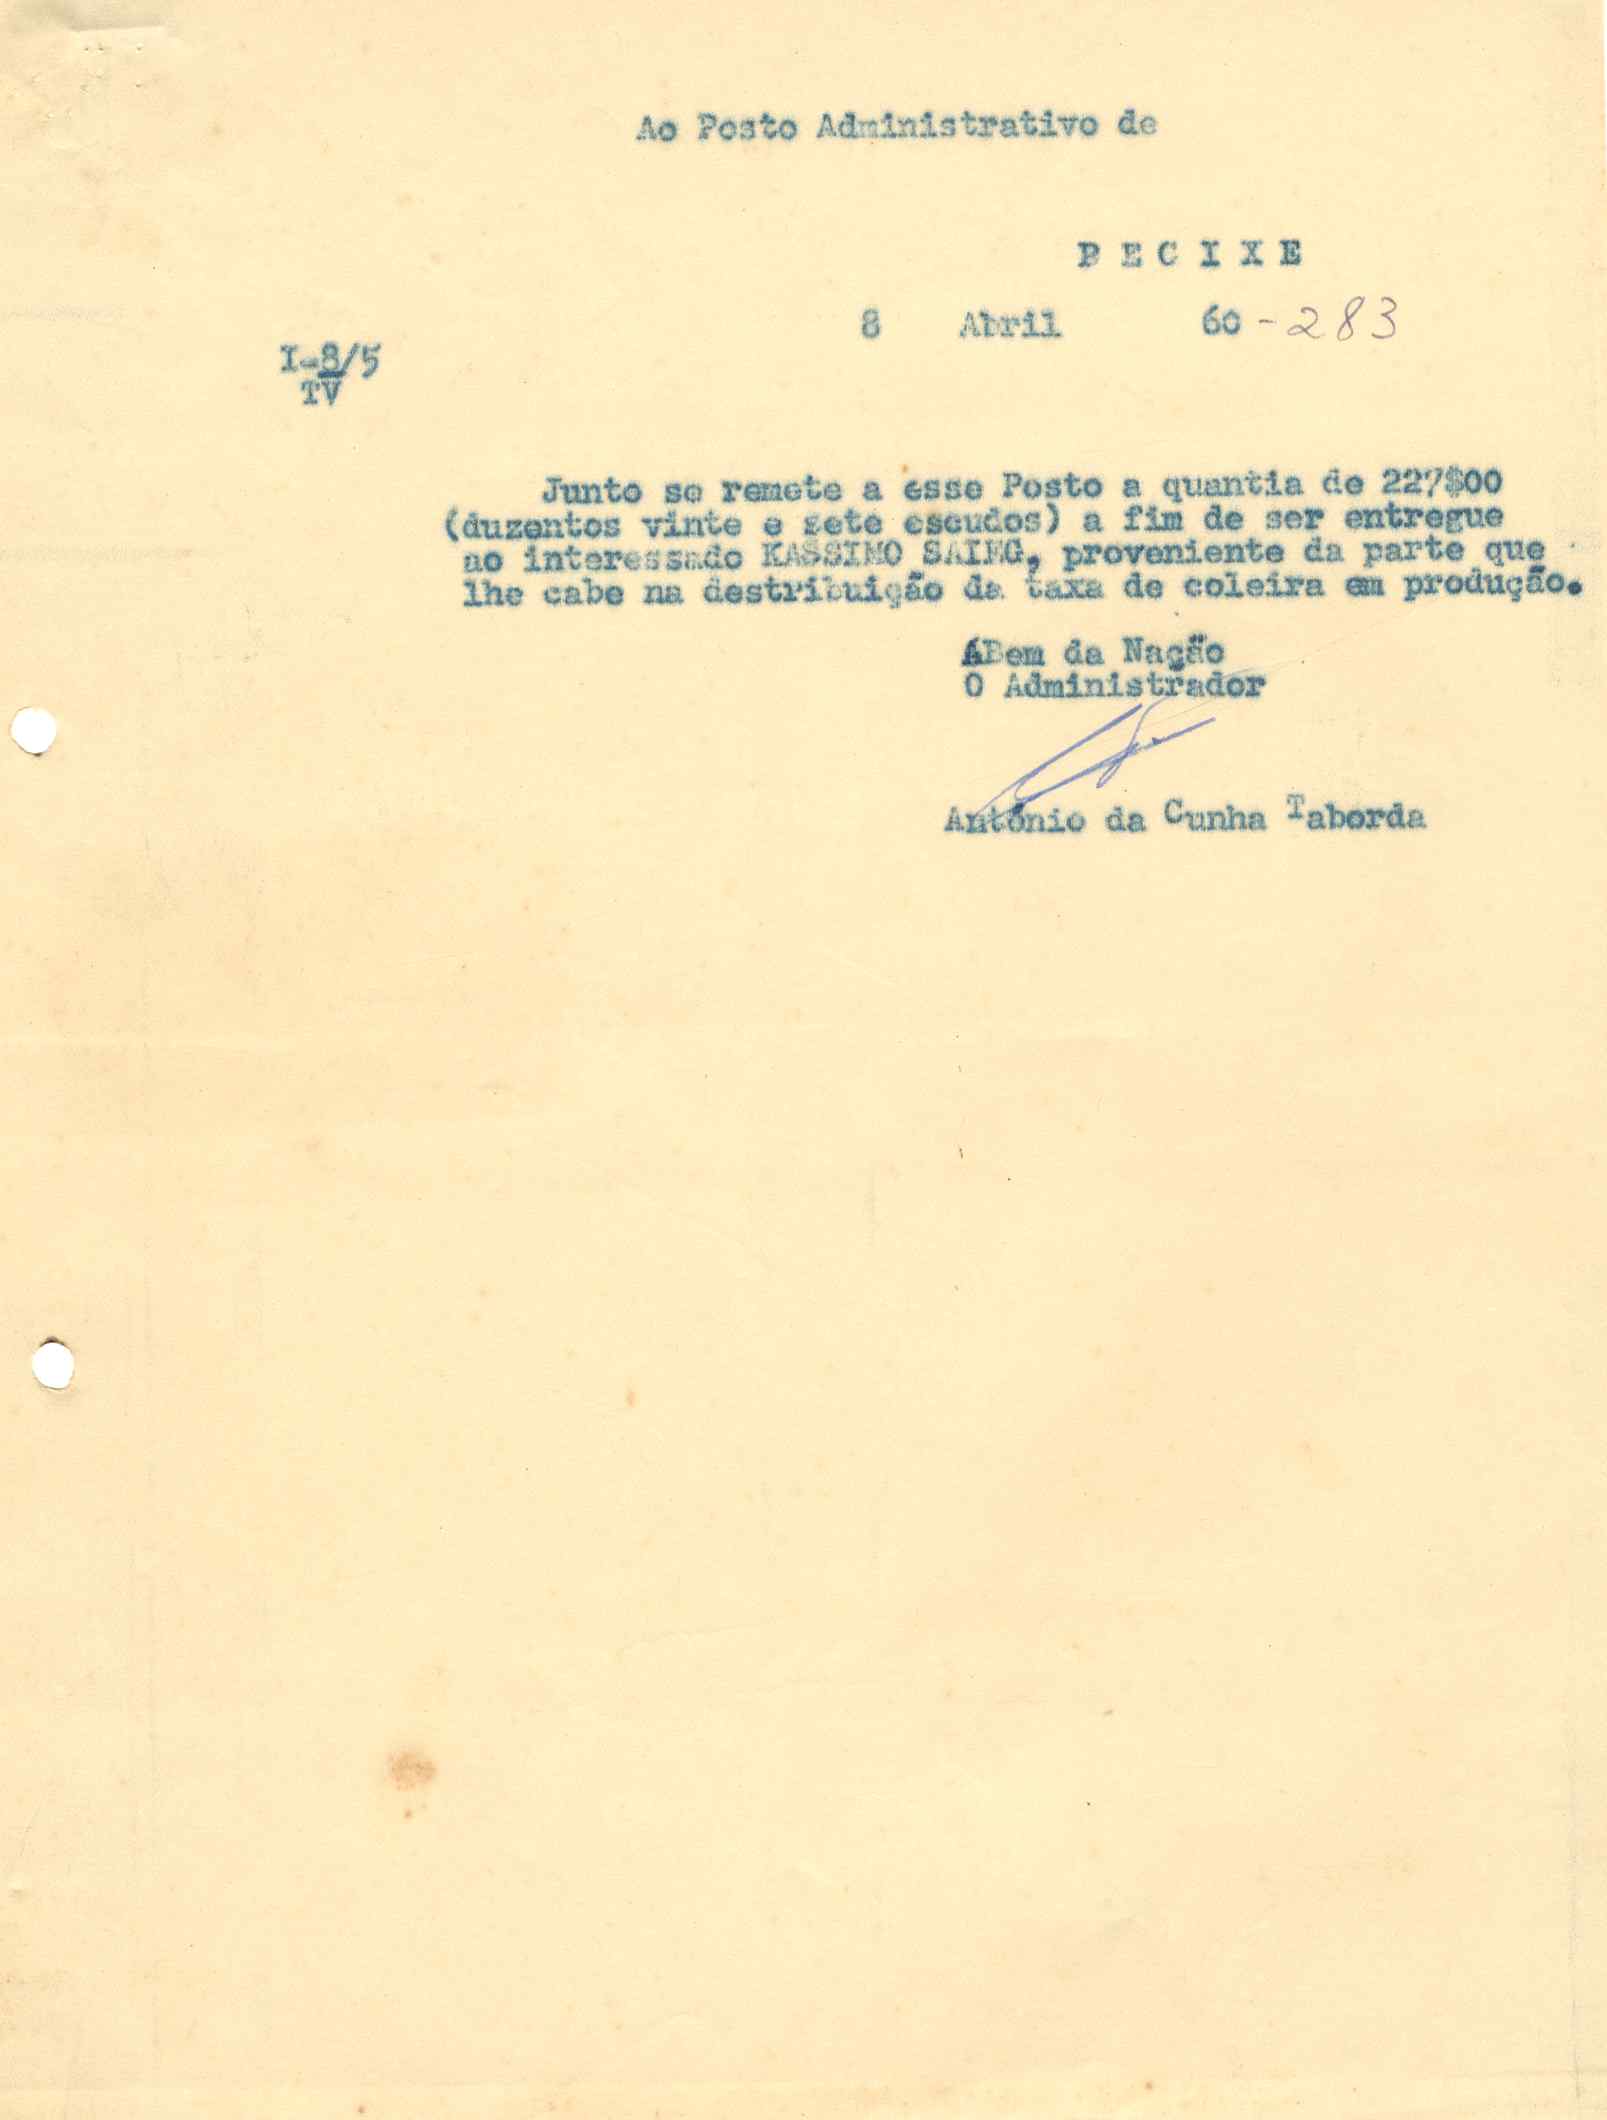 Ao Posto Administrativo de
P E C I X E
8 Abril 60 - 283
I-8/5
TV
Junto se remete a esse Posto a quantia de 227$00
(duzentos vinte e sete escudos) a fim de ser entregue
ao interessado KASSIMO SAIEG, proveniente da parte que
lhe cabe na destribuição da taxa de coleira em produção.
ABem da Nação
O Administrador
António da Cunha Taborda